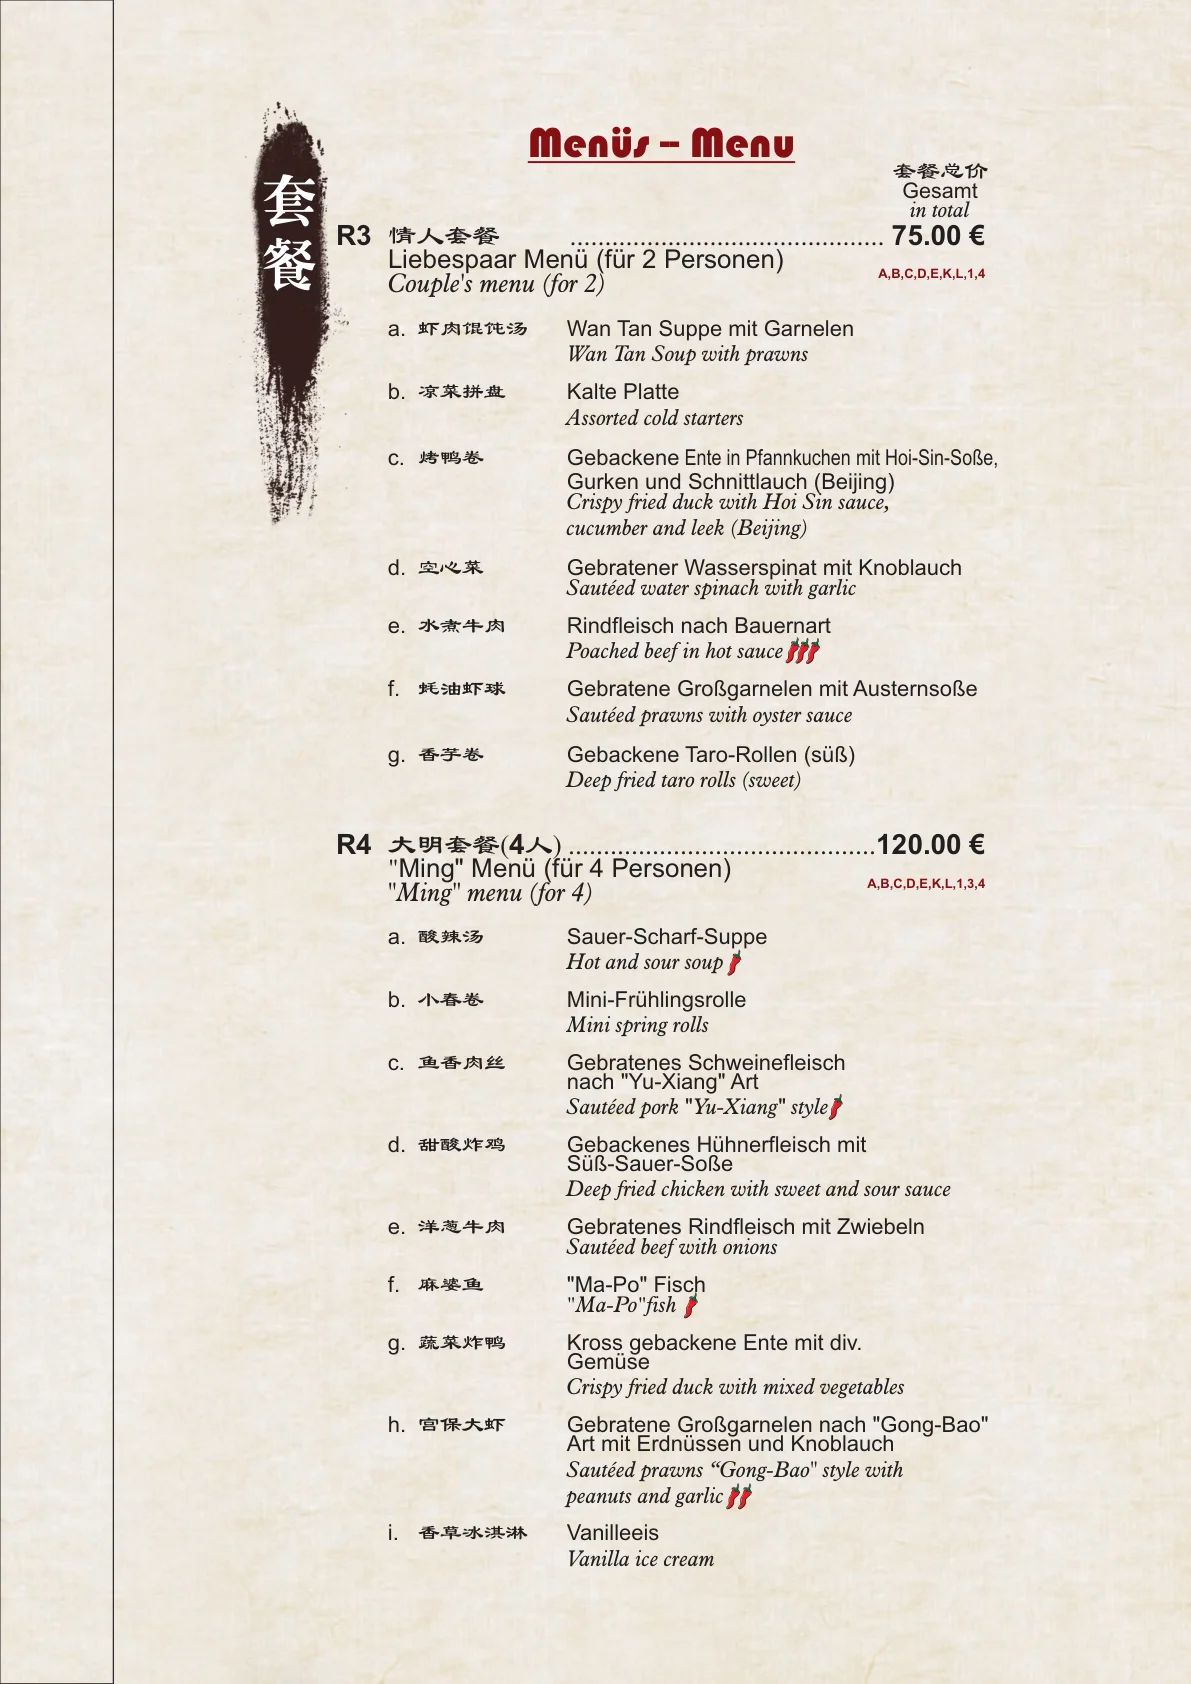 Menüs – Menu
套餐
套餐总价
Gesamt
in total
R3 情人套餐 ............................................. 75.00 €
Liebespaar Menü (für 2 Personen)
A,B,C,D,E,K,L,1,4
Couple's menu (for 2)
a. 虾肉馄饨汤 Wan Tan Suppe mit Garnelen
Wan Tan Soup with prawns
b. 凉菜拼盘 Kalte Platte
Assorted cold starters
c. 烤鸭卷 Gebackene Ente in Pfannkuchen mit Hoi-Sin-Soße,
Gurken und Schnittlauch (Beijing)
Crispy fried duck with Hoi Sin sauce,
cucumber and leek (Beijing)
d. 空心菜 Gebratener Wasserspinat mit Knoblauch
Sautéed water spinach with garlic
e. 水煮牛肉 Rindfleisch nach Bauernart
Poached beef in hot sauce
f. 蚝油虾球 Gebratene Großgarnelen mit Austernsoße
Sautéed prawns with oyster sauce
g. 香芋卷 Gebackene Taro-Rollen (süß)
Deep fried taro rolls (sweet)
R4 大明套餐(4人) ............................................ 120.00 €
"Ming" Menü (für 4 Personen)
A,B,C,D,E,K,L,1,3,4
"Ming" menu (for 4)
a. 酸辣汤 Sauer-Scharf-Suppe
Hot and sour soup
b. 小春卷 Mini-Frühlingsrolle
Mini spring rolls
c. 鱼香肉丝 Gebratenes Schweinefleisch
nach "Yu-Xiang" Art
Sautéed pork "Yu-Xiang" style
d. 甜酸炸鸡 Gebackenes Hühnerfleisch mit
Süß-Sauer-Soße
Deep fried chicken with sweet and sour sauce
e. 洋葱牛肉 Gebratenes Rindfleisch mit Zwiebeln
Sautéed beef with onions
f. 麻婆鱼 "Ma-Po" Fisch
"Ma-Po"fish
g. 蔬菜炸鸭 Kross gebackene Ente mit div.
Gemüse
Crispy fried duck with mixed vegetables
h. 宫保大虾 Gebratene Großgarnelen nach "Gong-Bao"
Art mit Erdnüssen und Knoblauch
Sautéed prawns “Gong-Bao" style with
peanuts and garlic
i. 香草冰淇淋 Vanilleeis
Vanilla ice cream